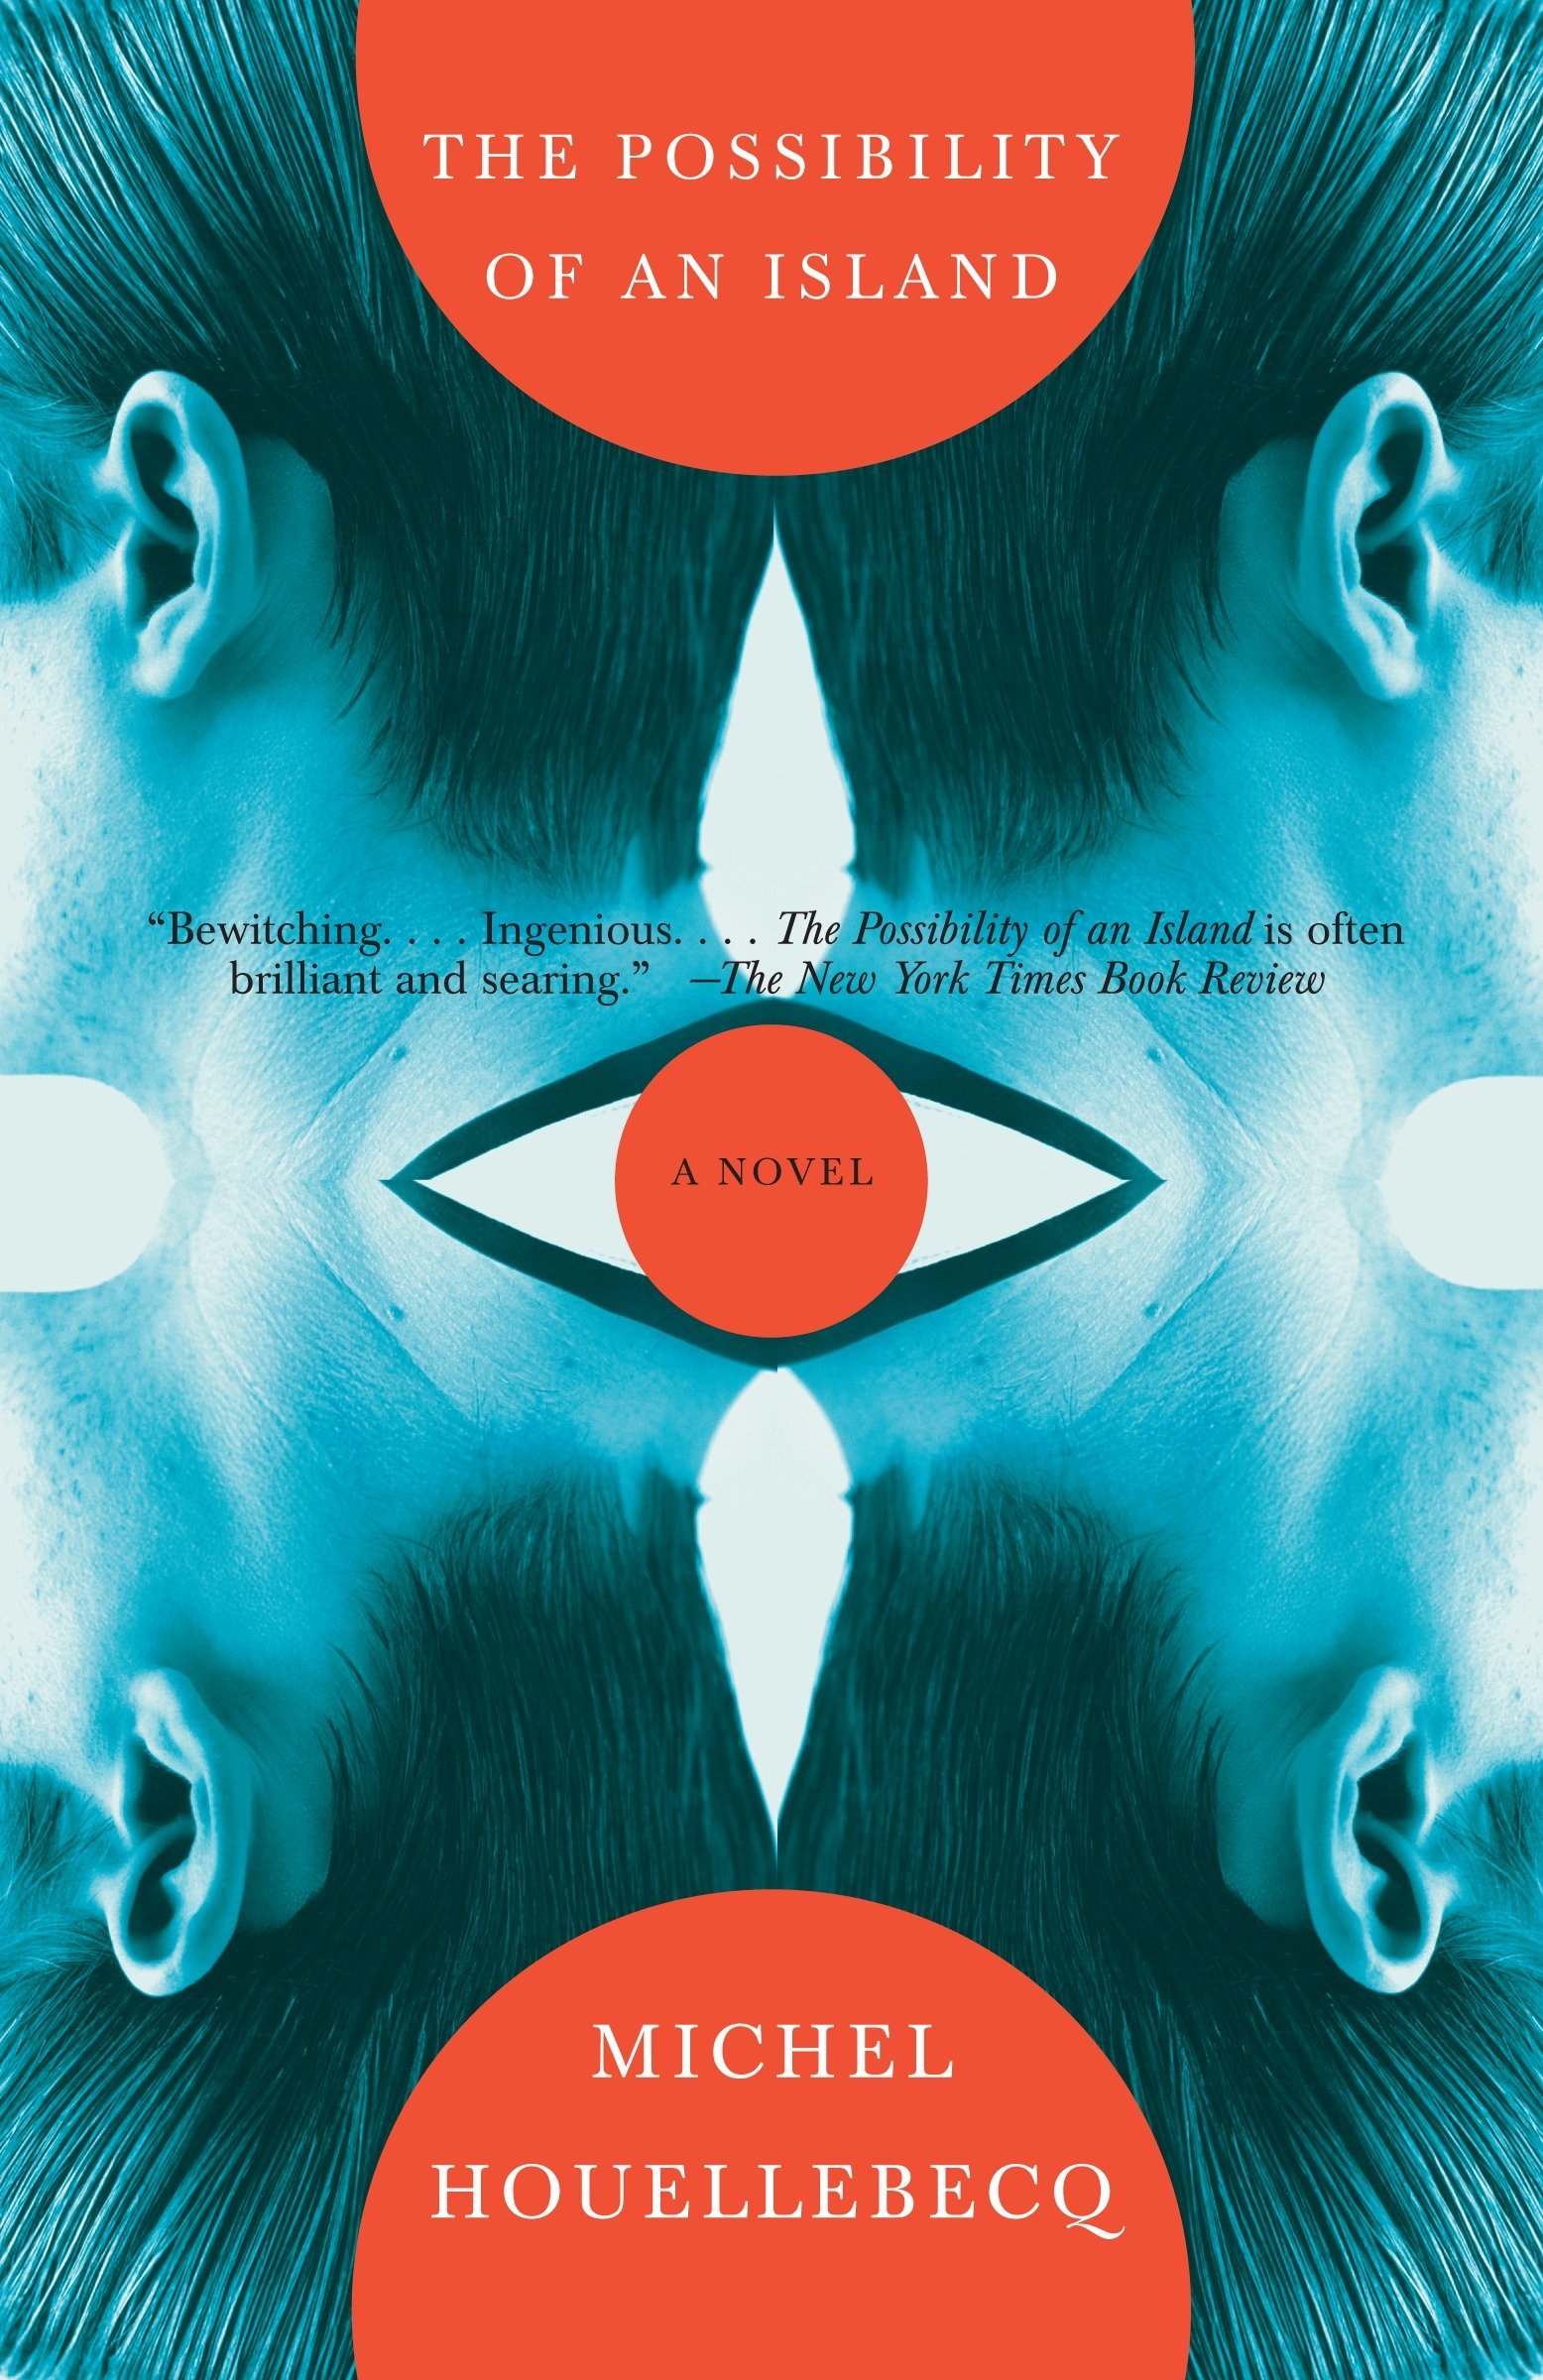 THE POSSIBILITY
OF AN ISLAND
“Bewitching. . . . Ingenious. . . . The Possibility of an Island is often
brilliant and searing.” —The New York Times Book Review
A NOVEL
MICHEL
HOUELLEBECQ